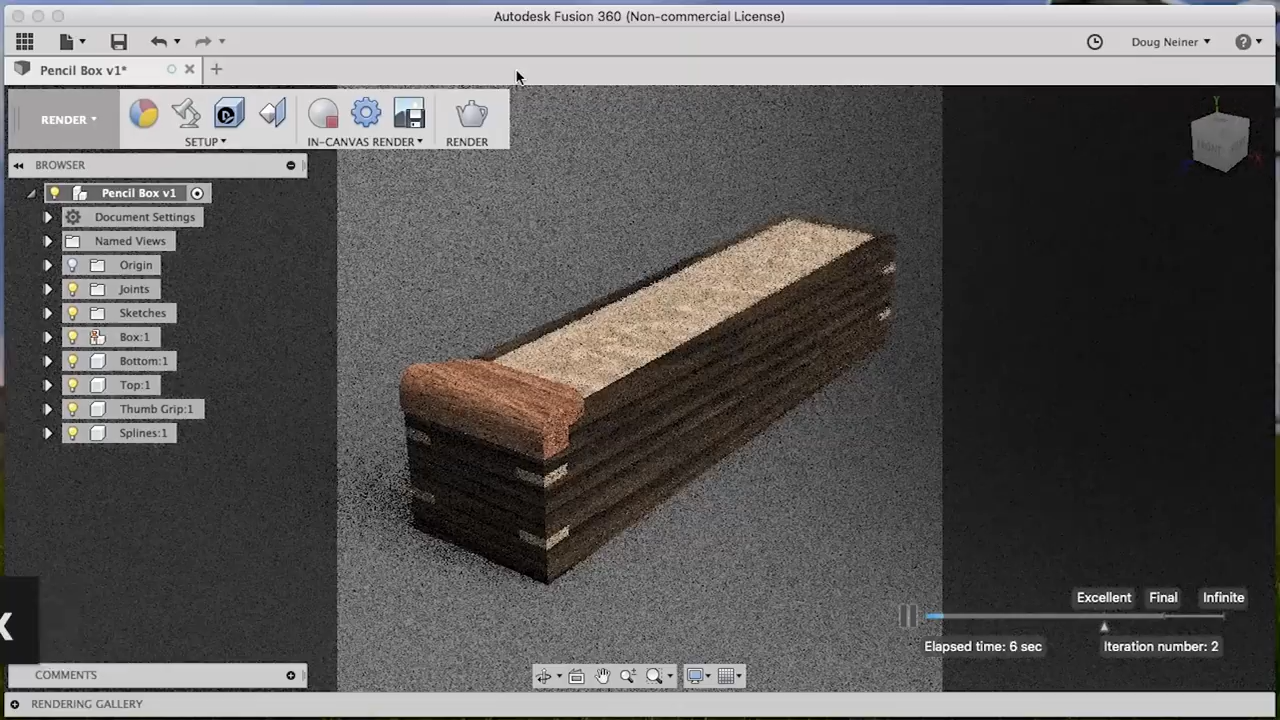 Autodesk Fusion 360 (Non-commercial License)
Doug Neiner
Pencil Box v1*
RENDER
SETUP
IN-CANVAS RENDER
RENDER
BROWSER
Pencil Box v1
Document Settings
Named Views
Origin
Joints
Sketches
Box:1
Bottom:1
Top:1
Thumb Grip:1
Splines:1
FRONT
Excellent Final Infinite
Elapsed time: 6 sec Iteration number: 2
COMMENTS
RENDERING GALLERY